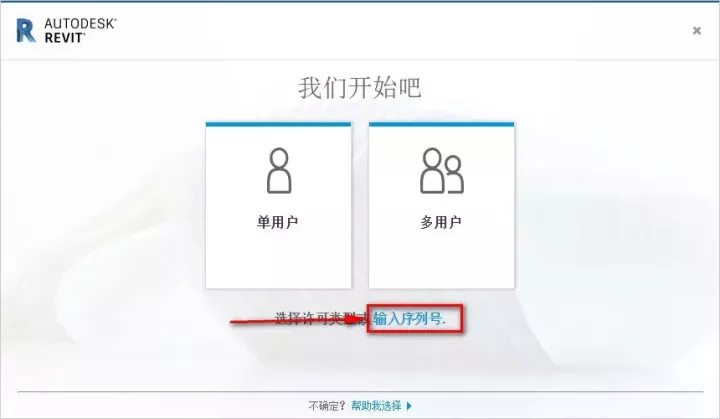 AUTODESK®
REVIT®
我们开始吧
单用户
多用户
选择许可类型或 输入序列号.
不确定? 帮助我选择